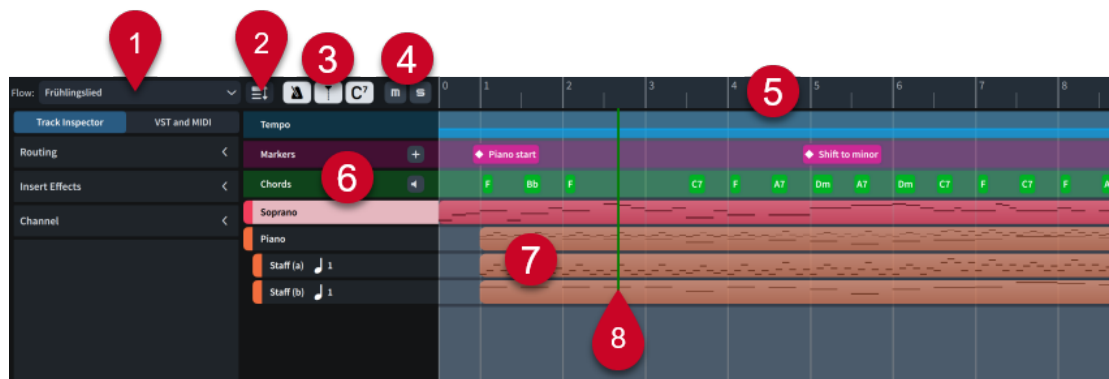 1 2 3 4
Flow: Frühlingslied C7 m s 0 1 2 3 4 5 5 6 7 8
Track Inspector VST and MIDI Tempo
Routing Markers + Piano start Shift to minor
Insert Effects Chords 6 F Bb F C7 F A7 Dm A7 Dm C7 F C7 F A
Channel Soprano
Piano
7
Staff (a) 1
Staff (b) 1
8